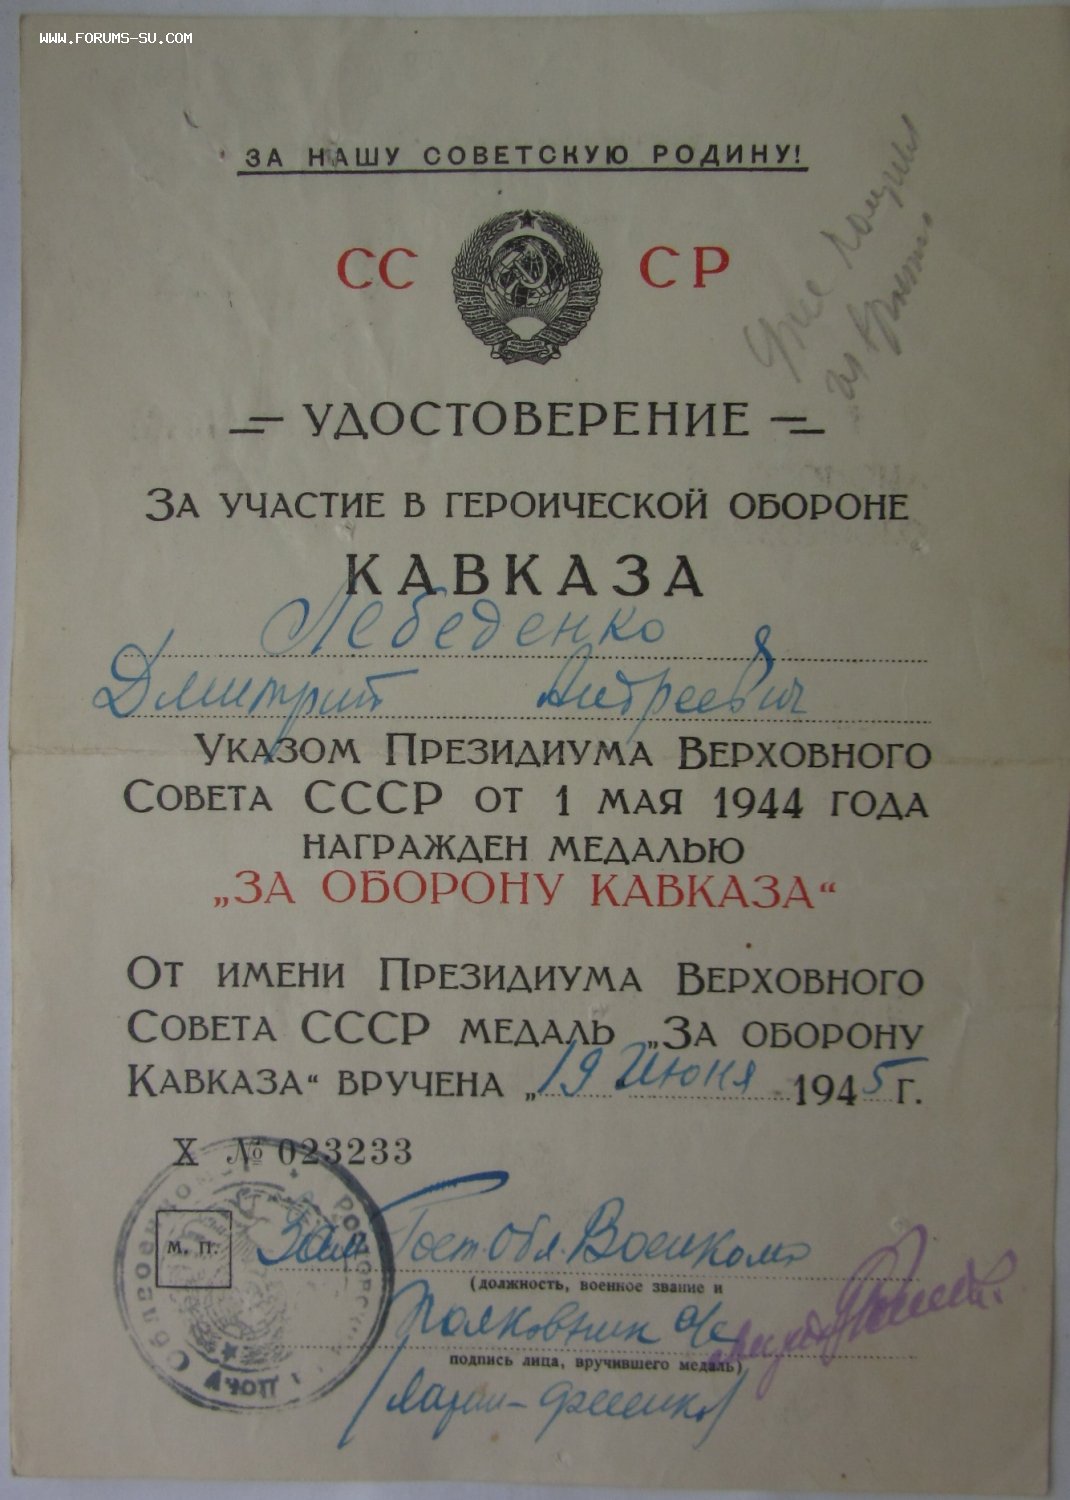 WWW.FORUMS-SU.COM
ЗА НАШУ СОВЕТСКУЮ РОДИНУ!
СС СР
Уже
УДОСТОВЕРЕНИЕ
ЗА УЧАСТИЕ В ГЕРОИЧЕСКОЙ ОБОРОНЕ
КАВКАЗА
Лебеденко
Дмитрий Андреевич
УКАЗОМ ПРЕЗИДИУМА ВЕРХОВНОГО
СОВЕТА СССР ОТ 1 МАЯ 1944 ГОДА
НАГРАЖДЕН МЕДАЛЬЮ
„ЗА ОБОРОНУ КАВКАЗА“
ОТ ИМЕНИ ПРЕЗИДИУМА ВЕРХОВНОГО
СОВЕТА СССР МЕДАЛЬ „ЗА ОБОРОНУ
КАВКАЗА“ ВРУЧЕНА „19 Июня 1945 г.
Х № 023233
М. П.
Зам Рост. Обл. Военкома
(должность, военное звание и
Полковник а/с
подпись лица, вручившего медаль)